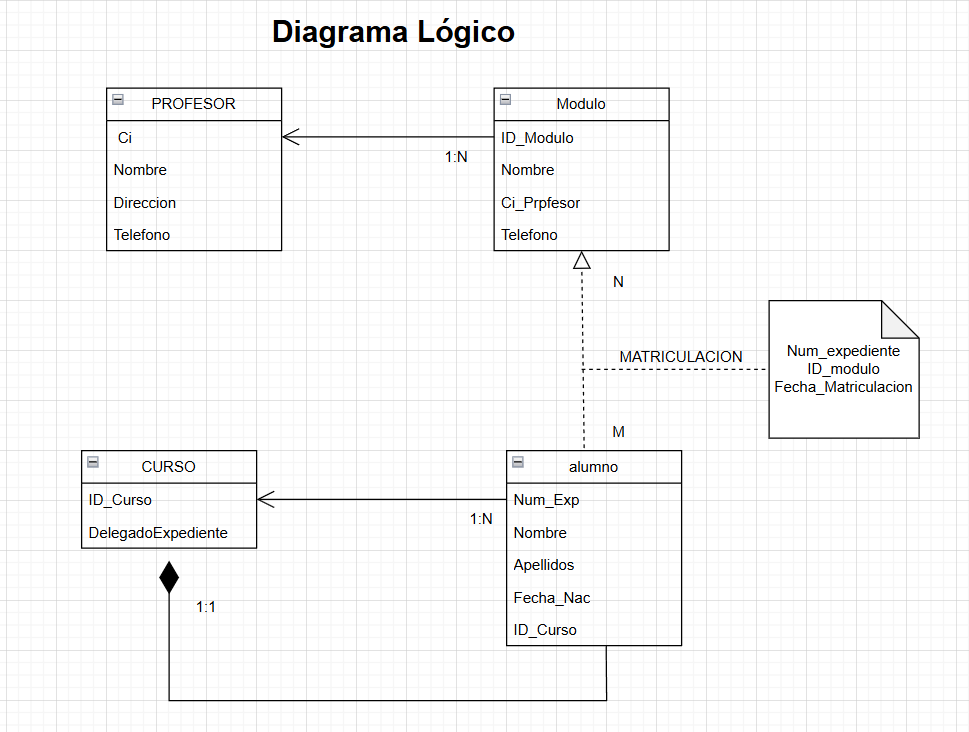 Diagrama Lógico
PROFESOR
Ci
Nombre
Direccion
Telefono
1:N
Modulo
ID_Modulo
Nombre
Ci_Prpfesor
Telefono
N
MATRICULACION
Num_expediente
ID_modulo
Fecha_Matriculacion
M
CURSO
ID_Curso
DelegadoExpediente
1:1
1:N
alumno
Num_Exp
Nombre
Apellidos
Fecha_Nac
ID_Curso